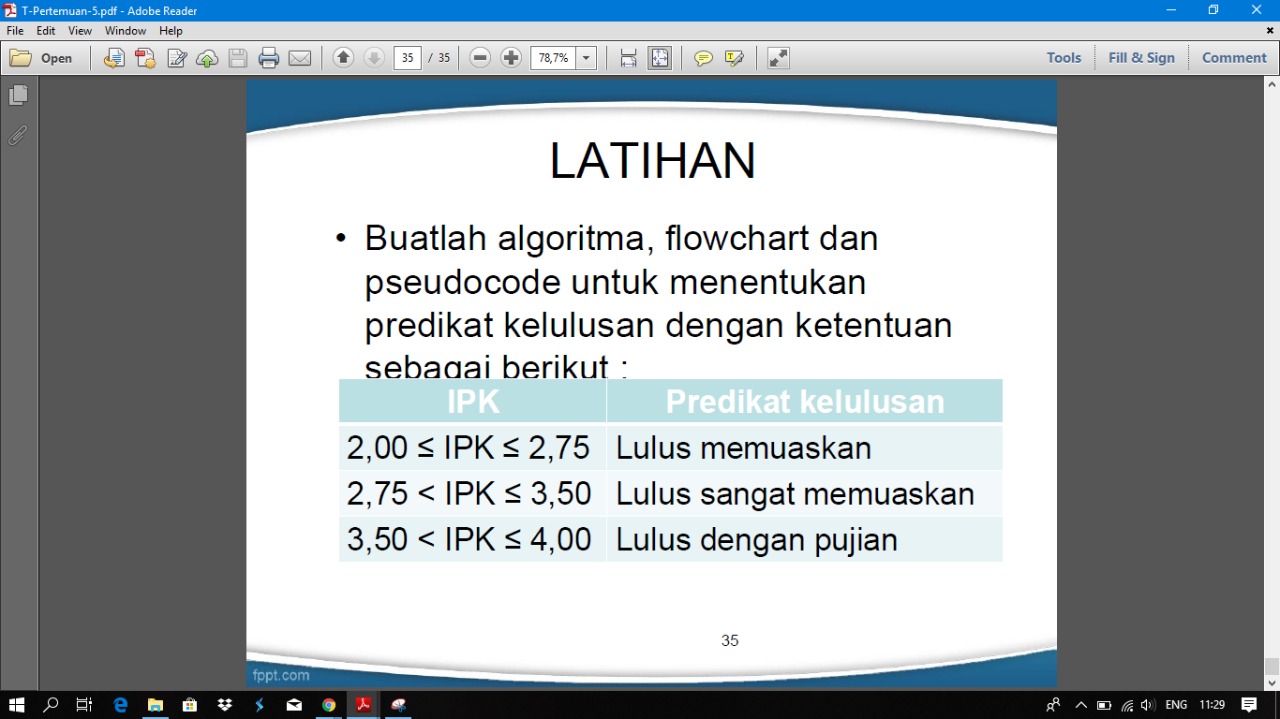 T-Pertemuan-5.pdf - Adobe Reader
File Edit View Window Help
Open 35 / 35 78,7% Tools Fill & Sign Comment
LATIHAN
• Buatlah algoritma, flowchart dan
pseudocode untuk menentukan
predikat kelulusan dengan ketentuan
sebagai berikut :
IPK Predikat kelulusan
2,00 ≤ IPK ≤ 2,75 Lulus memuaskan
2,75 < IPK ≤ 3,50 Lulus sangat memuaskan
3,50 < IPK ≤ 4,00 Lulus dengan pujian
35
fppt.com
ENG 11:29